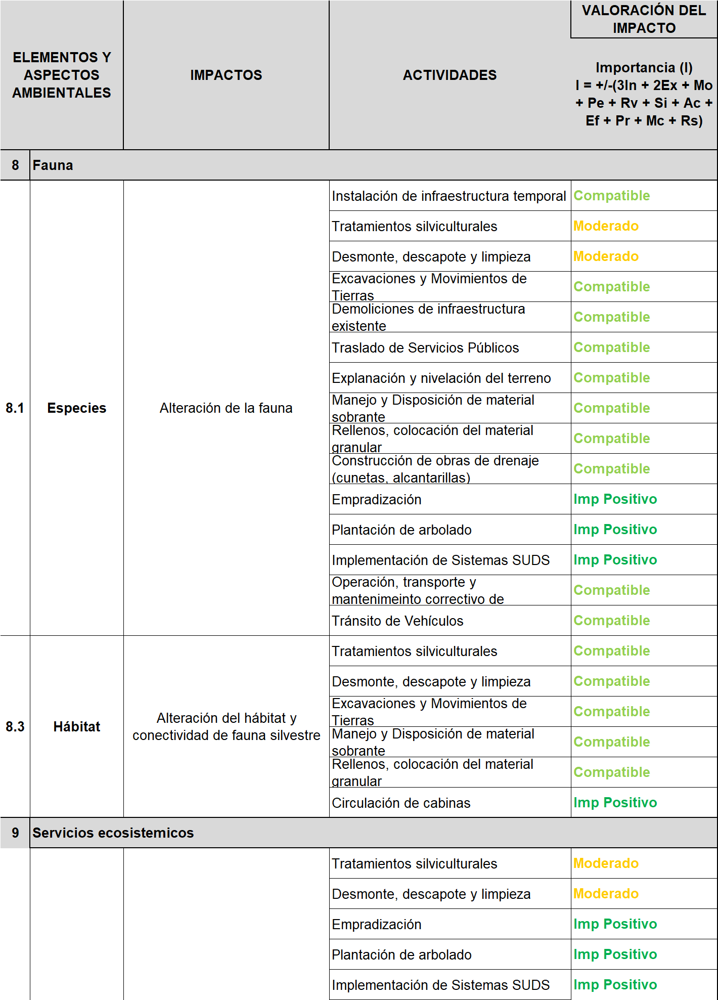 ELEMENTOS Y
ASPECTOS
AMBIENTALES
IMPACTOS
ACTIVIDADES
VALORACIÓN DEL
IMPACTO
Importancia (I)
I = +/-(3In + 2Ex + Mo
+ Pe + Rv + Si + Ac +
Ef + Pr + Mc + Rs)
8 Fauna
8.1 Especies
Alteración de la fauna
Instalación de infraestructura temporal Compatible
Tratamientos silviculturales Moderado
Desmonte, descapote y limpieza Moderado
Excavaciones y Movimientos de
Tierras
Compatible
Demoliciones de infraestructura
existente
Compatible
Traslado de Servicios Públicos Compatible
Explanación y nivelación del terreno Compatible
Manejo y Disposición de material
sobrante
Compatible
Rellenos, colocación del material
granular
Compatible
Construcción de obras de drenaje
(cunetas, alcantarillas)
Compatible
Empradización Imp Positivo
Plantación de arbolado Imp Positivo
Implementación de Sistemas SUDS Imp Positivo
Operación, transporte y
mantenimeinto correctivo de
Compatible
Tránsito de Vehículos Compatible
8.3 Hábitat
Alteración del hábitat y
conectividad de fauna silvestre
Tratamientos silviculturales Compatible
Desmonte, descapote y limpieza Compatible
Excavaciones y Movimientos de
Tierras
Compatible
Manejo y Disposición de material
sobrante
Compatible
Rellenos, colocación del material
granular
Compatible
Circulación de cabinas Imp Positivo
9 Servicios ecosistemicos
Tratamientos silviculturales Moderado
Desmonte, descapote y limpieza Moderado
Empradización Imp Positivo
Plantación de arbolado Imp Positivo
Implementación de Sistemas SUDS Imp Positivo